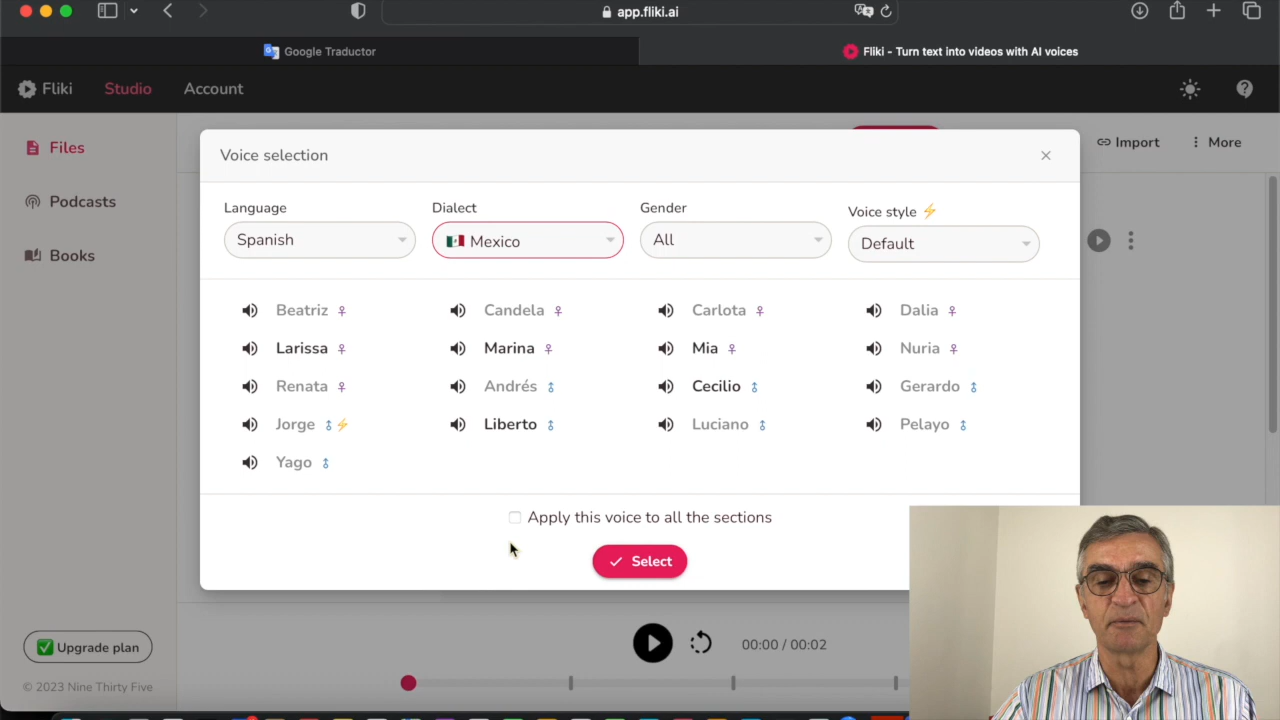 app.fliki.ai
Google Traductor
Fliki - Turn text into videos with AI voices
Fliki Studio Account
Files
Podcasts
Books
Import More
Voice selection
Language Dialect Gender Voice style
Spanish Mexico All Default
Beatriz Candela Carlota Dalia
Larissa Marina Mia Nuria
Renata Andrés Cecilio Gerardo
Jorge Liberto Luciano Pelayo
Yago
Apply this voice to all the sections
Select
00:00 / 00:02
Upgrade plan
© 2023 Nine Thirty Five